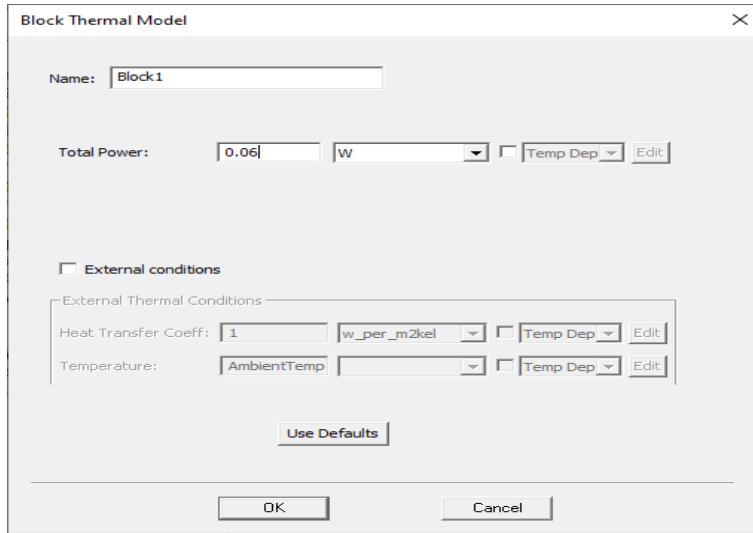 Block Thermal Model
Name: Block1
Total Power: 0.06 W Temp Dep Edit
External conditions
External Thermal Conditions
Heat Transfer Coeff: 1 w_per_m2kel Temp Dep Edit
Temperature: AmbientTemp Temp Dep Edit
Use Defaults
OK Cancel